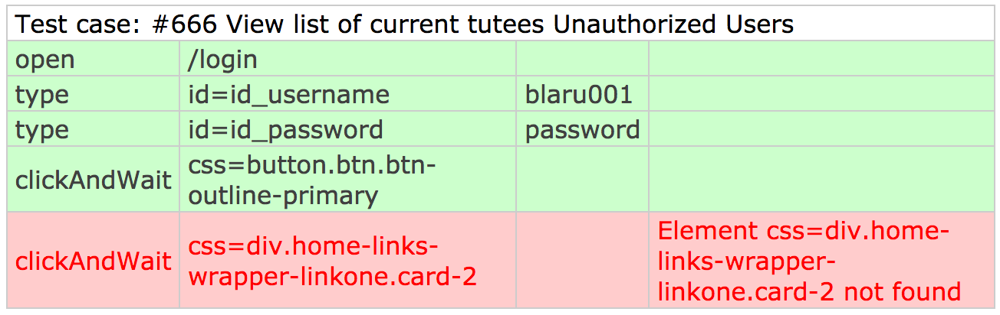 Test case: #666 View list of current tutees Unauthorized Users
open /login
type id=id_username blaru001
type id=id_password password
clickAndWait css=button.btn.btn-
outline-primary
clickAndWait css=div.home-links-
wrapper-linkone.card-2
Element css=div.home-
links-wrapper-
linkone.card-2 not found